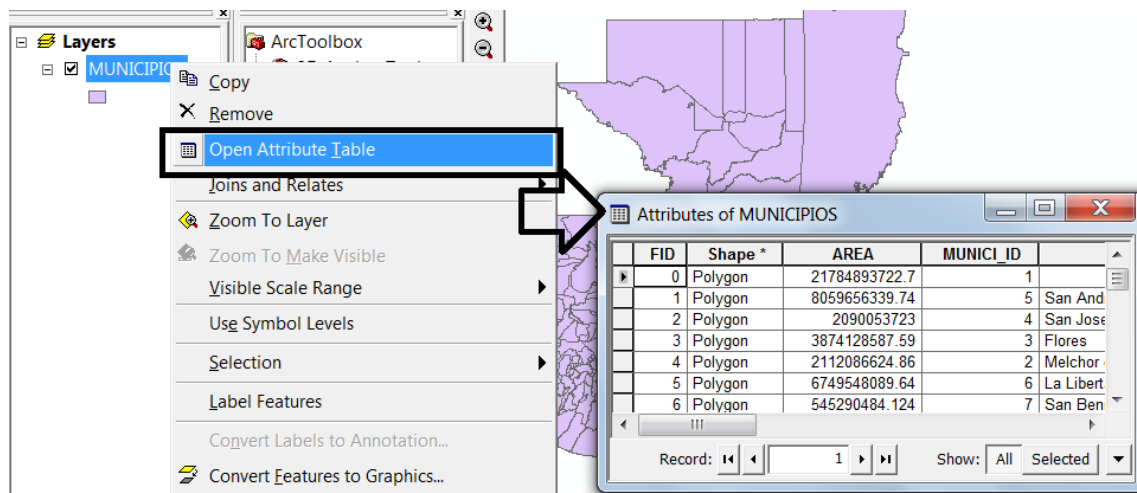 Layers
MUNICIPIO
ArcToolbox
Copy
Remove
Open Attribute Table
Joins and Relates
Zoom To Layer
Zoom To Make Visible
Visible Scale Range
Use Symbol Levels
Selection
Label Features
Convert Labels to Annotation...
Convert Features to Graphics...
Attributes of MUNICIPIOS
FID Shape * AREA MUNICI_ID
0 Polygon 21784893722.7 1
1 Polygon 8059656339.74 5 San And
2 Polygon 2090053723 4 San Jose
3 Polygon 3874128587.59 3 Flores
4 Polygon 2112086624.86 2 Melchor
5 Polygon 6749548089.64 6 La Libert
6 Polygon 545290484.124 7 San Ben
Record: 1 Show: All Selected